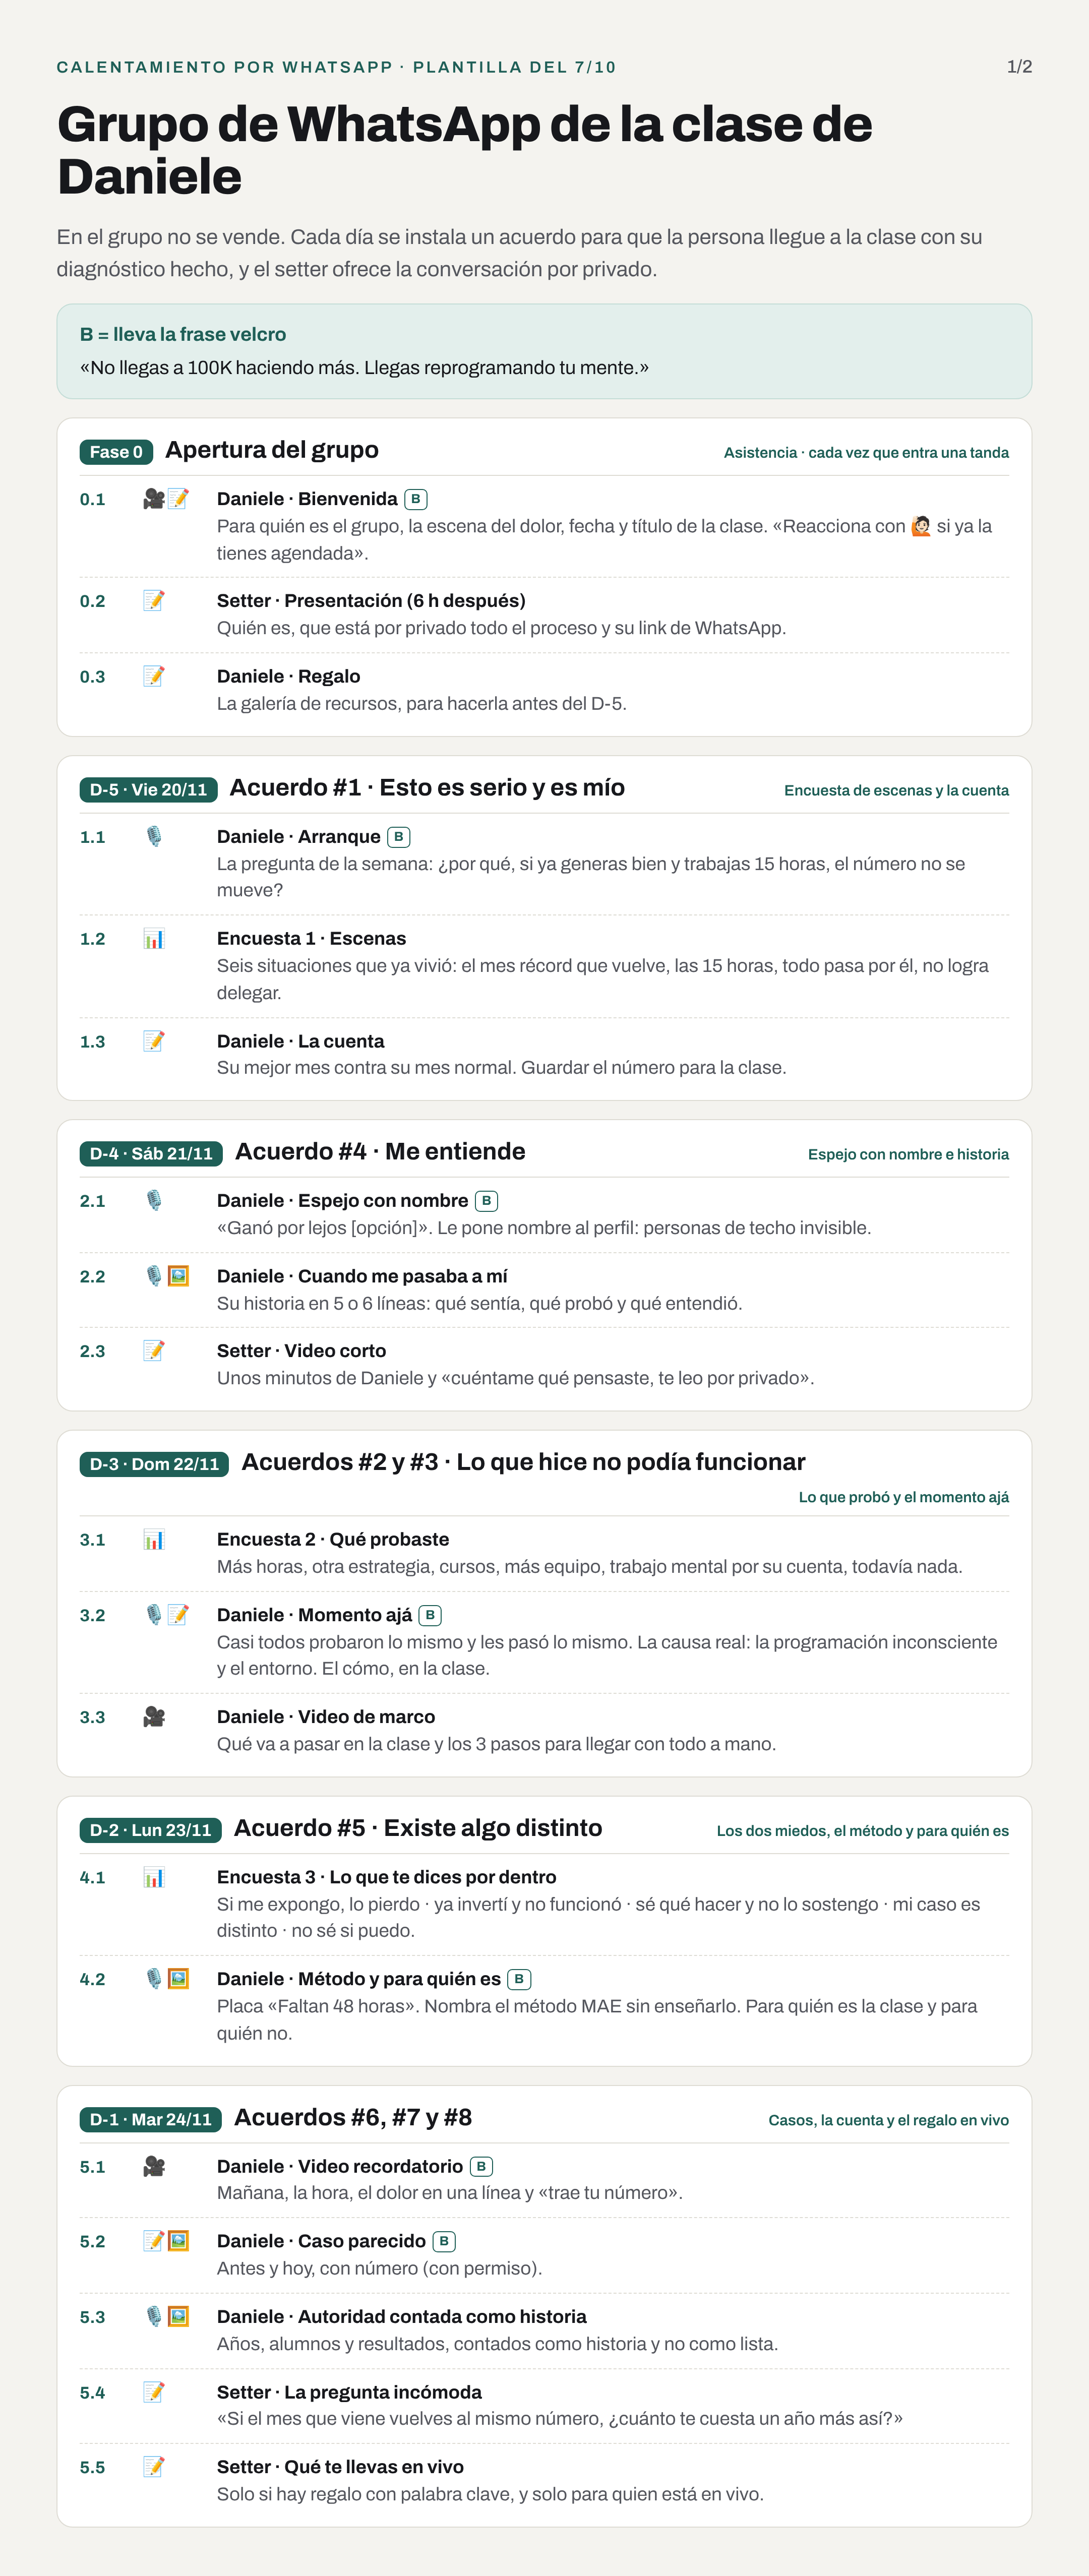 CALENTAMIENTO POR WHATSAPP · PLANTILLA DEL 7/10
1/2
Grupo de WhatsApp de la clase de
Daniele
En el grupo no se vende. Cada día se instala un acuerdo para que la persona llegue a la clase con su
diagnóstico hecho, y el setter ofrece la conversación por privado.
B = lleva la frase velcro
«No llegas a 100K haciendo más. Llegas reprogramando tu mente.»
Fase 0 Apertura del grupo Asistencia · cada vez que entra una tanda
0.1 Daniele · Bienvenida B
Para quién es el grupo, la escena del dolor, fecha y título de la clase. «Reacciona con 🙋🏻 si ya la
tienes agendada».
0.2 Setter · Presentación (6 h después)
Quién es, que está por privado todo el proceso y su link de WhatsApp.
0.3 Daniele · Regalo
La galería de recursos, para hacerla antes del D-5.
D-5 · Vie 20/11 Acuerdo #1 · Esto es serio y es mío Encuesta de escenas y la cuenta
1.1 Daniele · Arranque B
La pregunta de la semana: ¿por qué, si ya generas bien y trabajas 15 horas, el número no se
mueve?
1.2 Encuesta 1 · Escenas
Seis situaciones que ya vivió: el mes récord que vuelve, las 15 horas, todo pasa por él, no logra
delegar.
1.3 Daniele · La cuenta
Su mejor mes contra su mes normal. Guardar el número para la clase.
D-4 · Sáb 21/11 Acuerdo #4 · Me entiende Espejo con nombre e historia
2.1 Daniele · Espejo con nombre B
«Ganó por lejos [opción]». Le pone nombre al perfil: personas de techo invisible.
2.2 Daniele · Cuando me pasaba a mí
Su historia en 5 o 6 líneas: qué sentía, qué probó y qué entendió.
2.3 Setter · Video corto
Unos minutos de Daniele y «cuéntame qué pensaste, te leo por privado».
D-3 · Dom 22/11 Acuerdos #2 y #3 · Lo que hice no podía funcionar
Lo que probó y el momento ajá
3.1 Encuesta 2 · Qué probaste
Más horas, otra estrategia, cursos, más equipo, trabajo mental por su cuenta, todavía nada.
3.2 Daniele · Momento ajá B
Casi todos probaron lo mismo y les pasó lo mismo. La causa real: la programación inconsciente
y el entorno. El cómo, en la clase.
3.3 Daniele · Video de marco
Qué va a pasar en la clase y los 3 pasos para llegar con todo a mano.
D-2 · Lun 23/11 Acuerdo #5 · Existe algo distinto Los dos miedos, el método y para quién es
4.1 Encuesta 3 · Lo que te dices por dentro
Si me expongo, lo pierdo · ya invertí y no funcionó · sé qué hacer y no lo sostengo · mi caso es
distinto · no sé si puedo.
4.2 Daniele · Método y para quién es B
Placa «Faltan 48 horas». Nombra el método MAE sin enseñarlo. Para quién es la clase y para
quién no.
D-1 · Mar 24/11 Acuerdos #6, #7 y #8 Casos, la cuenta y el regalo en vivo
5.1 Daniele · Video recordatorio B
Mañana, la hora, el dolor en una línea y «trae tu número».
5.2 Daniele · Caso parecido B
Antes y hoy, con número (con permiso).
5.3 Daniele · Autoridad contada como historia
Años, alumnos y resultados, contados como historia y no como lista.
5.4 Setter · La pregunta incómoda
«Si el mes que viene vuelves al mismo número, ¿cuánto te cuesta un año más así?»
5.5 Setter · Qué te llevas en vivo
Solo si hay regalo con palabra clave, y solo para quien está en vivo.